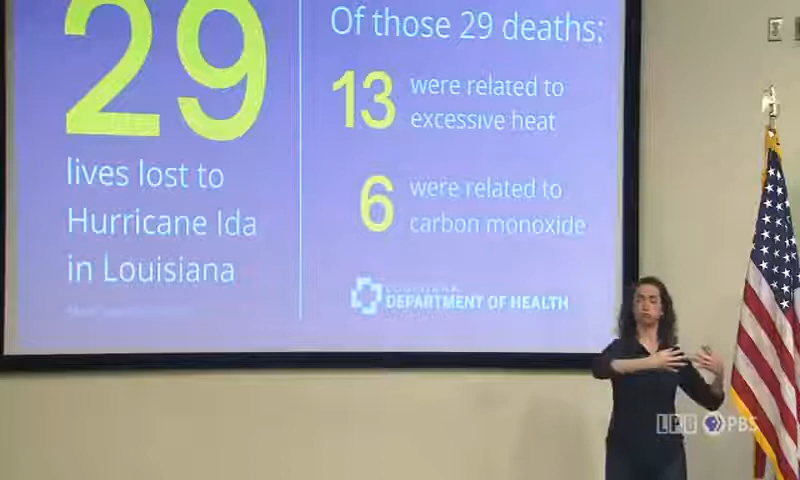 29
lives lost to
Hurricane Ida
in Louisiana
Of those 29 deaths:
13 were related to
excessive heat
6 were related to
carbon monoxide
DEPARTMENT OF HEALTH
LPB PBS